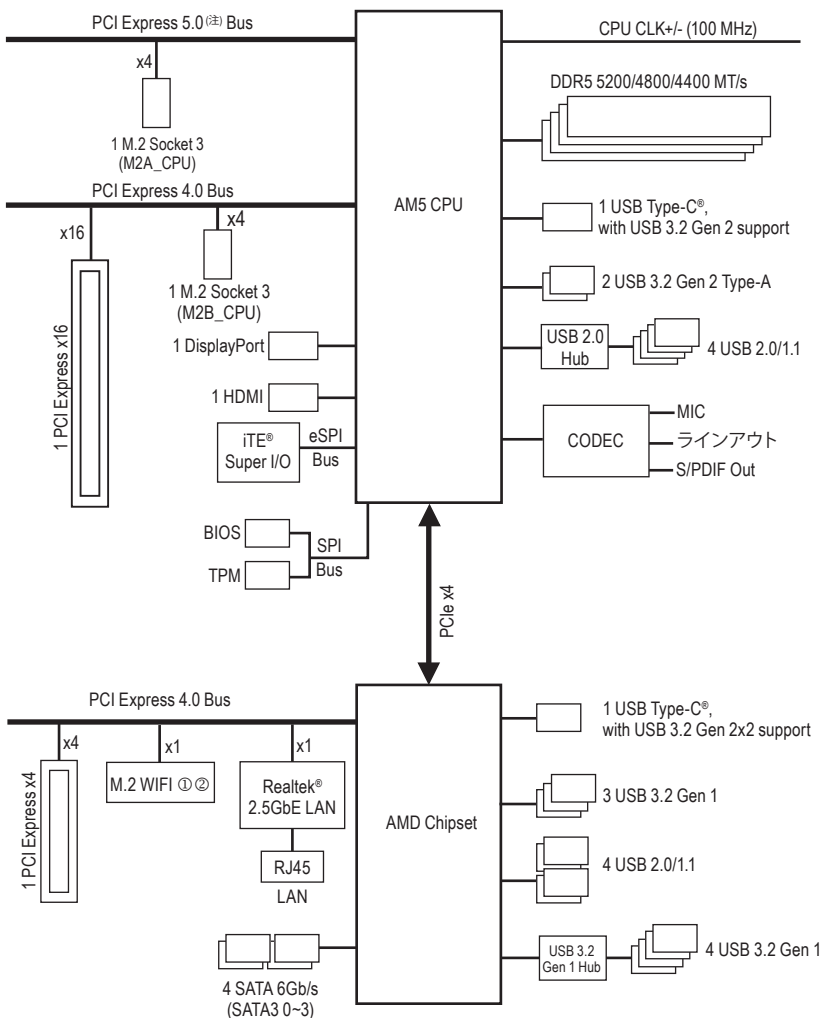 PCI Express 5.0(注) Bus
CPU CLK+/- (100 MHz)
x4
DDR5 5200/4800/4400 MT/s
1 M.2 Socket 3
(M2A_CPU)
PCI Express 4.0 Bus
AM5 CPU
x16
x4
1 USB Type-C®,
with USB 3.2 Gen 2 support
1 M.2 Socket 3
(M2B_CPU)
2 USB 3.2 Gen 2 Type-A
1 PCI Express x16
1 DisplayPort
USB 2.0
Hub
4 USB 2.0/1.1
1 HDMI
iTE®
Super I/O
eSPI
Bus
CODEC
MIC
ラインアウト
S/PDIF Out
BIOS
TPM
SPI
Bus
PCIe x4
PCI Express 4.0 Bus
1 USB Type-C®,
with USB 3.2 Gen 2x2 support
x4
x1
x1
1 PCI Express x4
M.2 WIFI ①②
Realtek®
2.5GbE LAN
3 USB 3.2 Gen 1
AMD Chipset
RJ45
LAN
4 USB 2.0/1.1
4 SATA 6Gb/s
(SATA3 0~3)
USB 3.2
Gen 1 Hub
4 USB 3.2 Gen 1